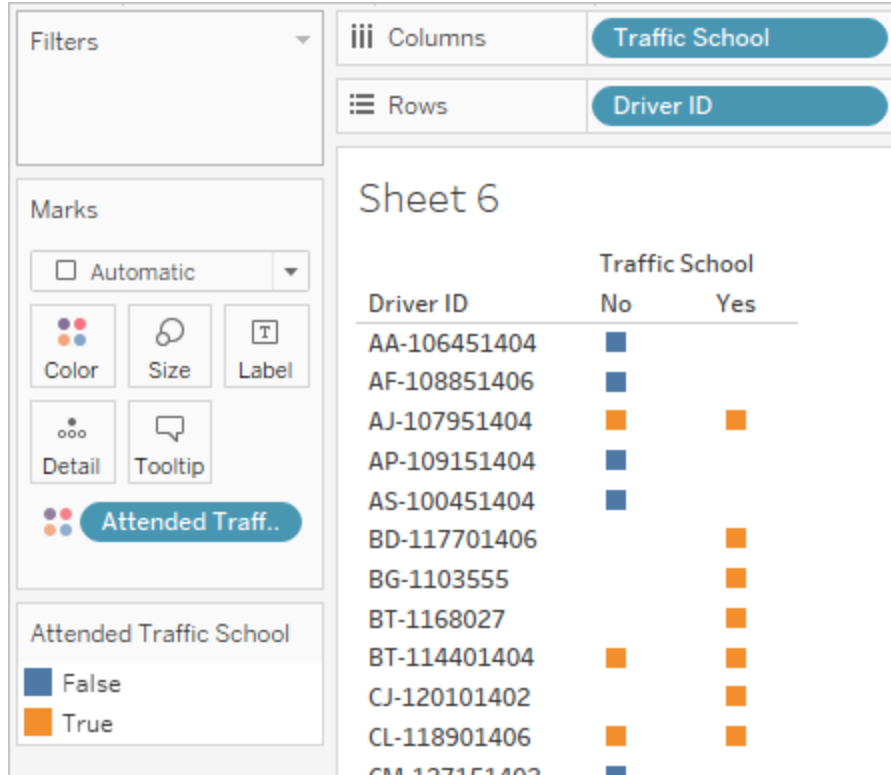 Filters
Columns Traffic School
Rows Driver ID
Marks
Automatic
Color Size Label
Detail Tooltip
Attended Traff..
Attended Traffic School
False
True
Sheet 6
Traffic School
Driver ID No Yes
AA-106451404
AF-108851406
AJ-107951404
AP-109151404
AS-100451404
BD-117701406
BG-1103555
BT-1168027
BT-114401404
CJ-120101402
CL-118901406